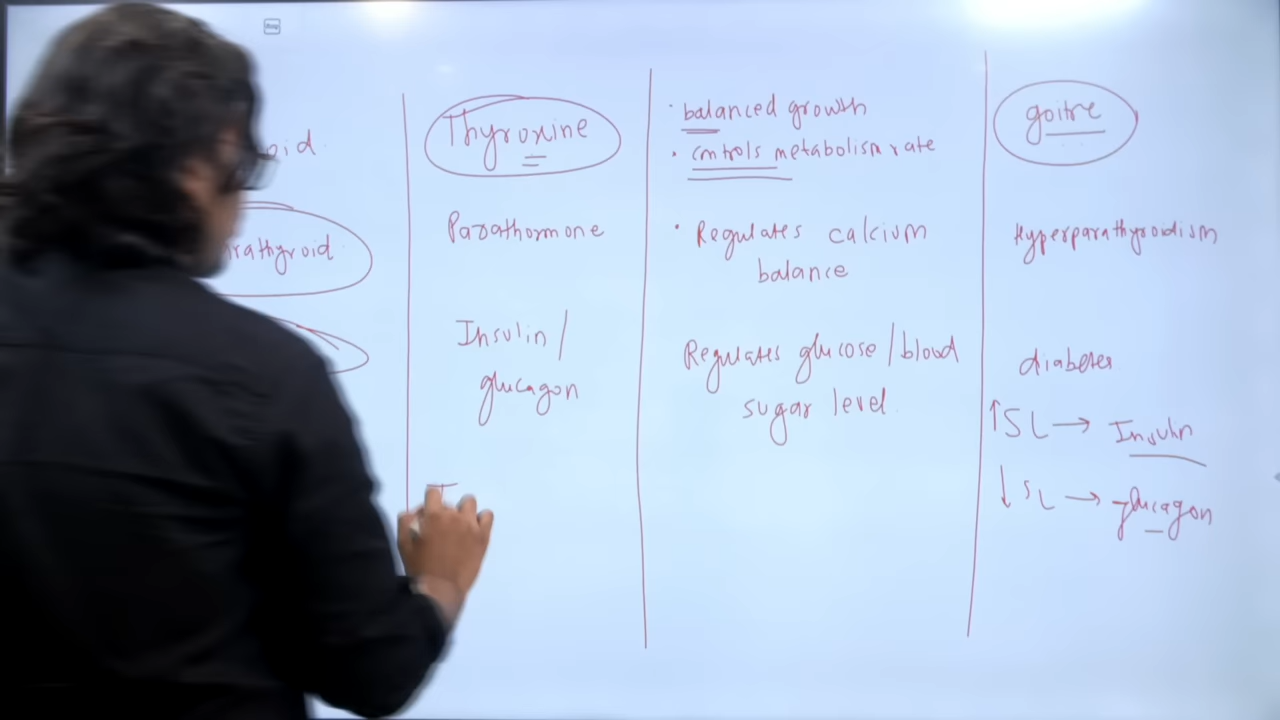 oid
Thyroxine
· balanced growth
· controls metabolism rate
goitre
rathyroid
Parathormone
· Regulates calcium
balance
Hyperparathyroidism
Insulin/
glucagon
Regulates glucose/blood
sugar level.
diabetes
↑SL → Insulin
↓SL → glucagon